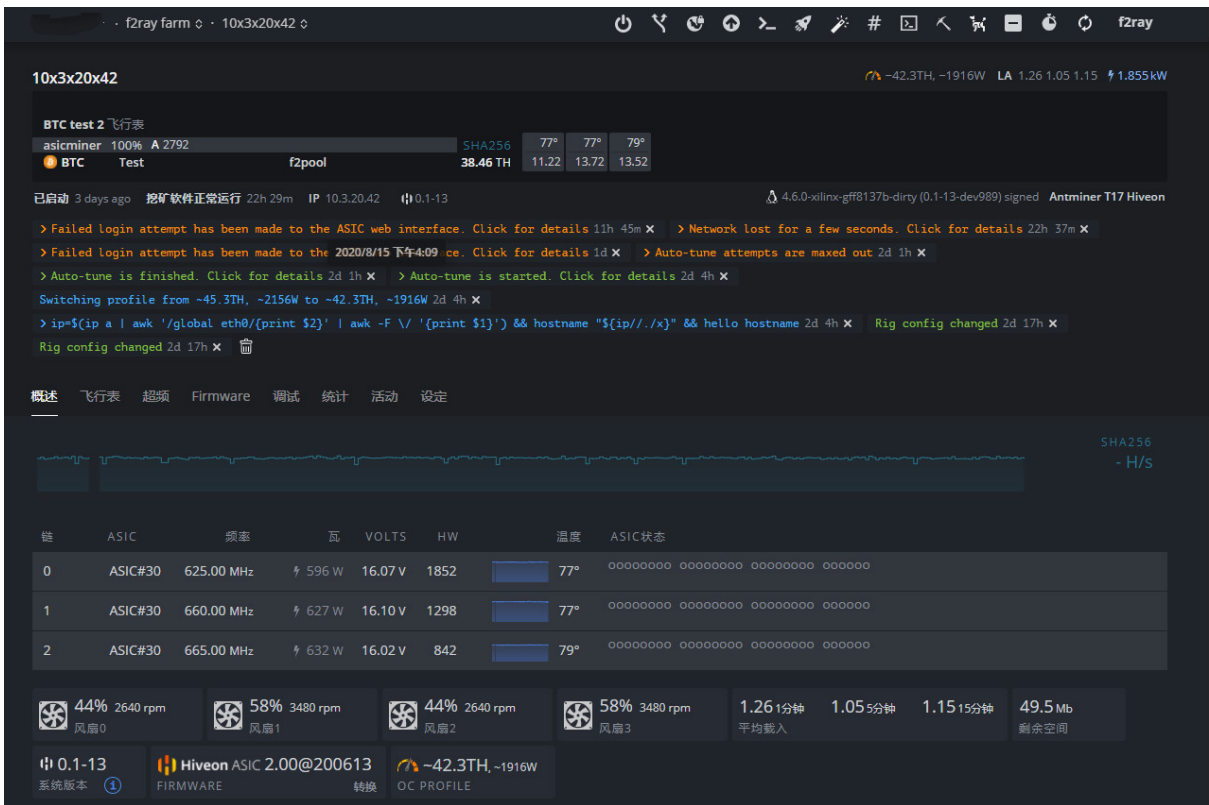 f2ray farm · 10x3x20x42 f2ray
10x3x20x42 ~42.3TH, ~1916W LA 1.26 1.05 1.15 1.855 kW
BTC test 2 飞行表
asicminer 100% A 2792 SHA256 77° 77° 79°
BTC Test f2pool 38.46 TH 11.22 13.72 13.52
已启动 3 days ago 挖矿软件正常运行 22h 29m IP 10.3.20.42 0.1-13 4.6.0-xilinx-gff8137b-dirty (0.1-13-dev989) signed Antminer T17 Hiveon
> Failed login attempt has been made to the ASIC web interface. Click for details 11h 45m × > Network lost for a few seconds. Click for details 22h 37m ×
> Failed login attempt has been made to the 2020/8/15 下午4:09 ce. Click for details 1d × > Auto-tune attempts are maxed out 2d 1h ×
> Auto-tune is finished. Click for details 2d 1h × > Auto-tune is started. Click for details 2d 4h ×
Switching profile from ~45.3TH, ~2156W to ~42.3TH, ~1916W 2d 4h ×
> ip=$(ip a | awk '/global eth0/{print $2}' | awk -F \/ '{print $1}') && hostname "${ip//./x}" && hello hostname 2d 4h × Rig config changed 2d 17h ×
Rig config changed 2d 17h ×
概述 飞行表 超频 Firmware 调试 统计 活动 设定
SHA256
- H/s
链 ASIC 频率 瓦 VOLTS HW 温度 ASIC状态
0 ASIC#30 625.00 MHz 596 W 16.07 V 1852 77° oooooooo oooooooo oooooooo oooooo
1 ASIC#30 660.00 MHz 627 W 16.10 V 1298 77° oooooooo oooooooo oooooooo oooooo
2 ASIC#30 665.00 MHz 632 W 16.02 V 842 79° oooooooo oooooooo oooooooo oooooo
44% 2640 rpm 58% 3480 rpm 44% 2640 rpm 58% 3480 rpm 1.26 1分钟 1.05 5分钟 1.15 15分钟 49.5 Mb
风扇0 风扇1 风扇2 风扇3 平均载入 剩余空间
0.1-13 Hiveon ASIC 2.00@200613 ~42.3TH, ~1916W
系统版本 FIRMWARE 转换 OC PROFILE